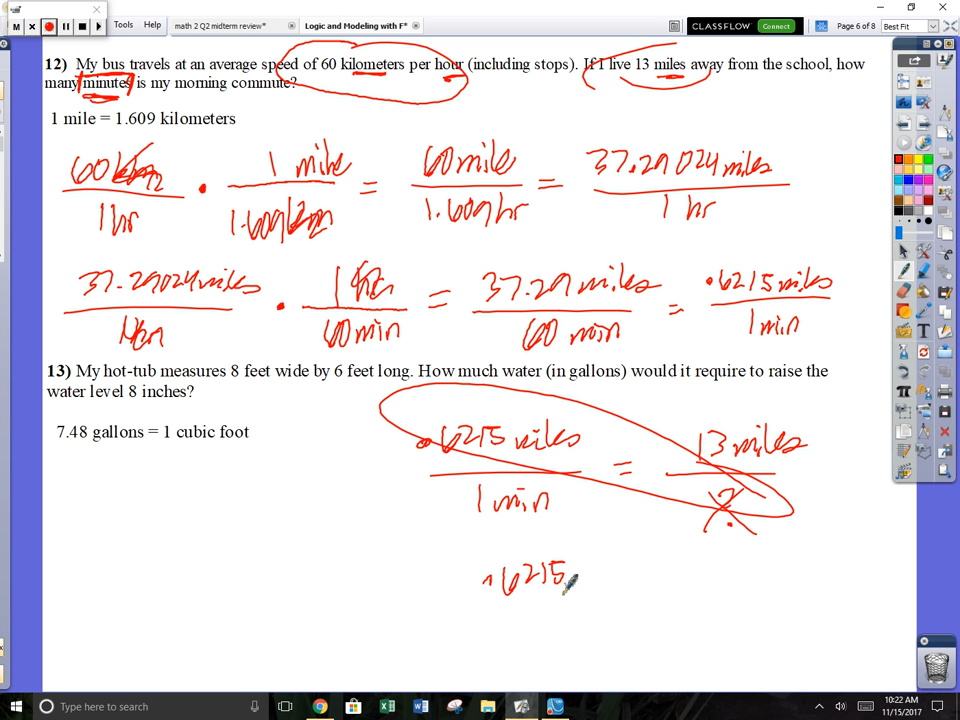 Tools Help math 2 Q2 midterm review* Logic and Modeling with F* CLASSFLOW Connect Page 6 of 8 Best Fit
M
12) My bus travels at an average speed of 60 kilometers per hour (including stops). If I live 13 miles away from the school, how
many minutes is my morning commute?
1 mile = 1.609 kilometers
60 km / 1 hr · 1 mile / 1.609 km = 60 mile / 1.609 hr = 37.29024 miles / 1 hr
37.29024 miles / 1 hr · 1 hr / 60 min = 37.29 miles / 60 min = .6215 miles / 1 min
13) My hot-tub measures 8 feet wide by 6 feet long. How much water (in gallons) would it require to raise the
water level 8 inches?
7.48 gallons = 1 cubic foot
.6215 miles / 1 min = 13 miles / ?
.6215
Type here to search
10:22 AM
11/15/2017